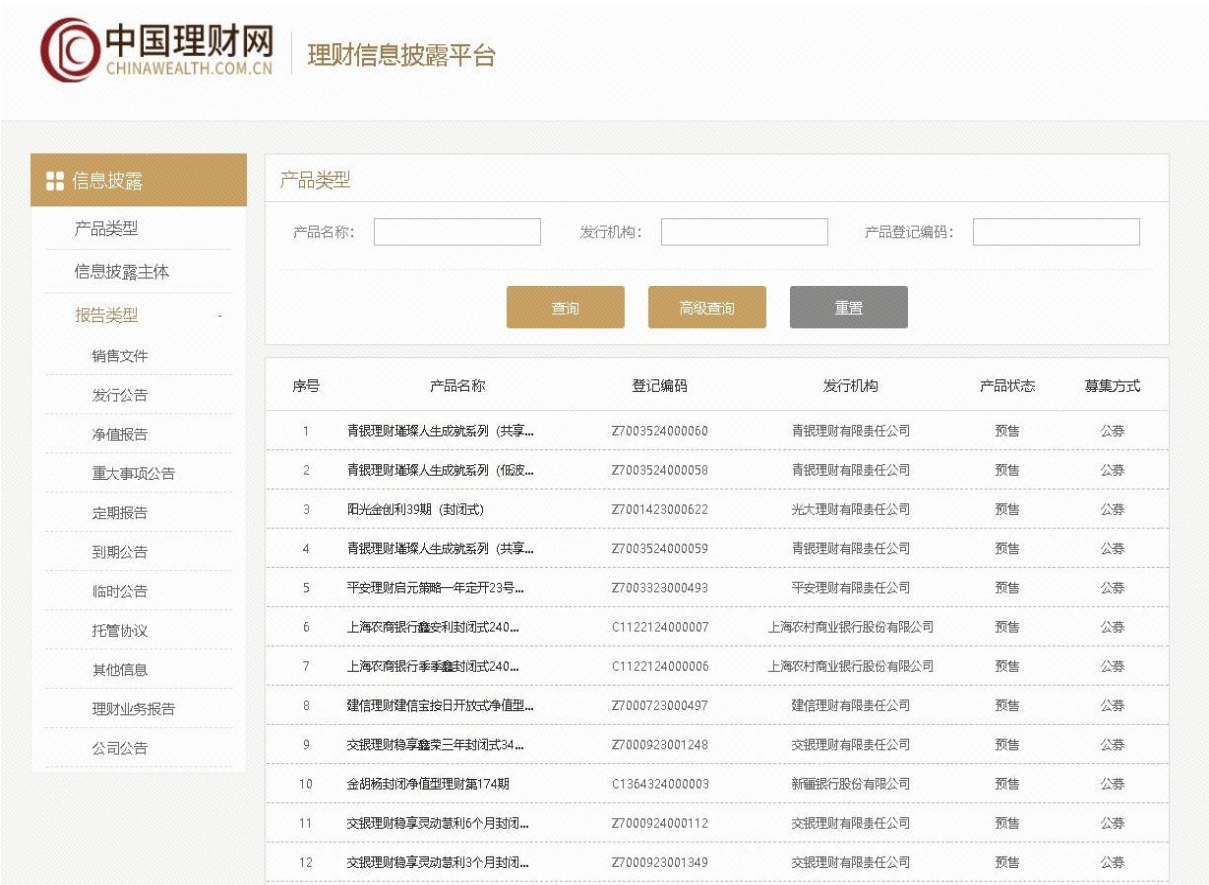 中国理财网
CHINAWEALTH.COM.CN
理财信息披露平台
信息披露
产品类型
信息披露主体
报告类型 -
销售文件
发行公告
净值报告
重大事项公告
定期报告
到期公告
临时公告
托管协议
其他信息
理财业务报告
公司公告
产品类型
产品名称: 发行机构: 产品登记编码:
查询 高级查询 重置
序号 产品名称 登记编码 发行机构 产品状态 募集方式
1 青银理财璀璨人生成就系列（共享... Z7003524000060 青银理财有限责任公司 预售 公募
2 青银理财璀璨人生成就系列（低波... Z7003524000058 青银理财有限责任公司 预售 公募
3 阳光金创利39期（封闭式） Z7001423000622 光大理财有限责任公司 预售 公募
4 青银理财璀璨人生成就系列（共享... Z7003524000059 青银理财有限责任公司 预售 公募
5 平安理财启元策略一年定开23号... Z7003323000493 平安理财有限责任公司 预售 公募
6 上海农商银行鑫安利封闭式240... C1122124000007 上海农村商业银行股份有限公司 预售 公募
7 上海农商银行季季鑫封闭式240... C1122124000006 上海农村商业银行股份有限公司 预售 公募
8 建信理财建信宝按日开放式净值型... Z7000723000497 建信理财有限责任公司 预售 公募
9 交银理财稳享鑫荣三年封闭式34... Z7000923001248 交银理财有限责任公司 预售 公募
10 金胡杨封闭净值型理财第174期 C1364324000003 新疆银行股份有限公司 预售 公募
11 交银理财稳享灵动慧利6个月封闭... Z7000924000112 交银理财有限责任公司 预售 公募
12 交银理财稳享灵动慧利3个月封闭... Z7000923001349 交银理财有限责任公司 预售 公募